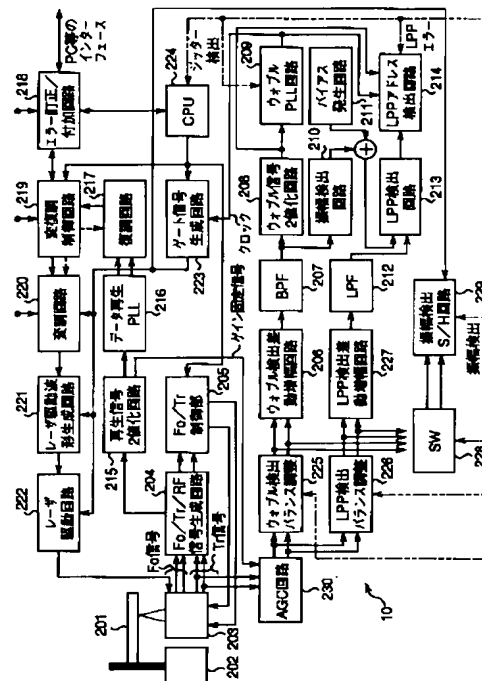 PC等の
インター
フェース
218
エラー訂正/
付加回路
219
変復調
制御回路
220
変調回路
221
レーザ駆動波
形生成回路
222
レーザ
駆動回路
ジッター
検出
224
CPU
217
復調回路
216
データ再生
PLL
215
再生信号
2値化回路
223
ゲート信号
生成回路
クロック
ゲイン固定信号
205
Fo/Tr
制御部
204
Fo/Tr/RF
信号生成回路
Fo信号
Tr信号
201
202
203
209
ウォブル
PLL回路
208
ウォブル信号
2値化回路
207
BPF
206
ウォブル検出差
動増幅回路
225
ウォブル検出
バランス調整
バイアス
発生回路
211
210
振幅検出
回路
LPP
エラー
LPPアドレス
検出回路
214
LPP検出
回路
213
LPF
212
LPP検出差
動増幅回路
227
LPP検出
バランス調整
226
AGC回路
230
SW
228
振幅検出
S/H回路
229
振幅検出
10